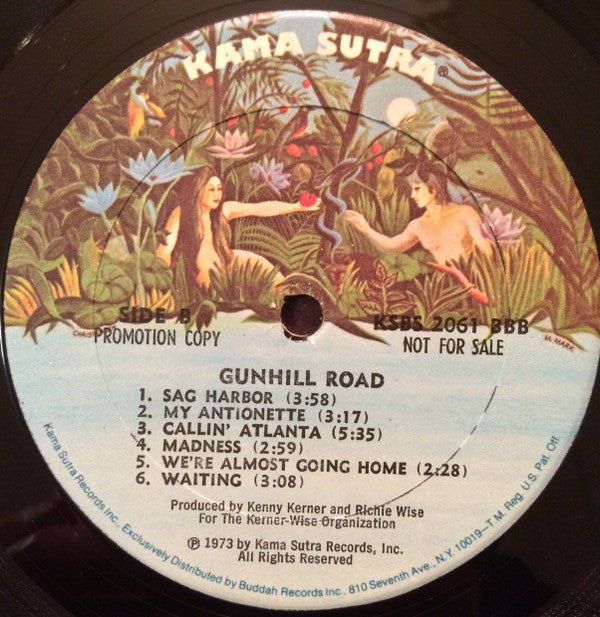 KAMA SUTRA®
SIDE B
PROMOTION COPY
KSBS 2061 BBB
NOT FOR SALE
M. MARK
GUNHILL ROAD
1. SAG HARBOR (3:58)
2. MY ANTIONETTE (3:17)
3. CALLIN' ATLANTA (5:35)
4. MADNESS (2:59)
5. WE'RE ALMOST GOING HOME (2:28)
6. WAITING (3:08)
Produced by Kenny Kerner and Richie Wise
For The Kerner-Wise Organization
℗ 1973 by Kama Sutra Records, Inc.
All Rights Reserved
Kama Sutra Records Inc., Exclusively Distributed by Buddah Records Inc., 810 Seventh Ave., N.Y. 10019–T.M. Reg. U.S. Pat. Off.